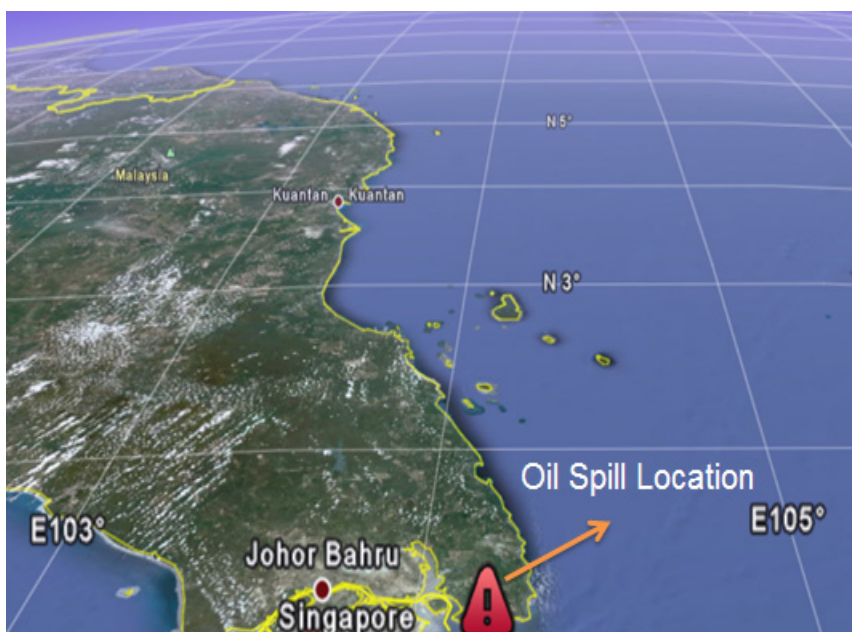 N 5°
Malaysia
Kuantan Kuantan
N 3°
Oil Spill Location
E103°
E105°
Johor Bahru
Singapore
!